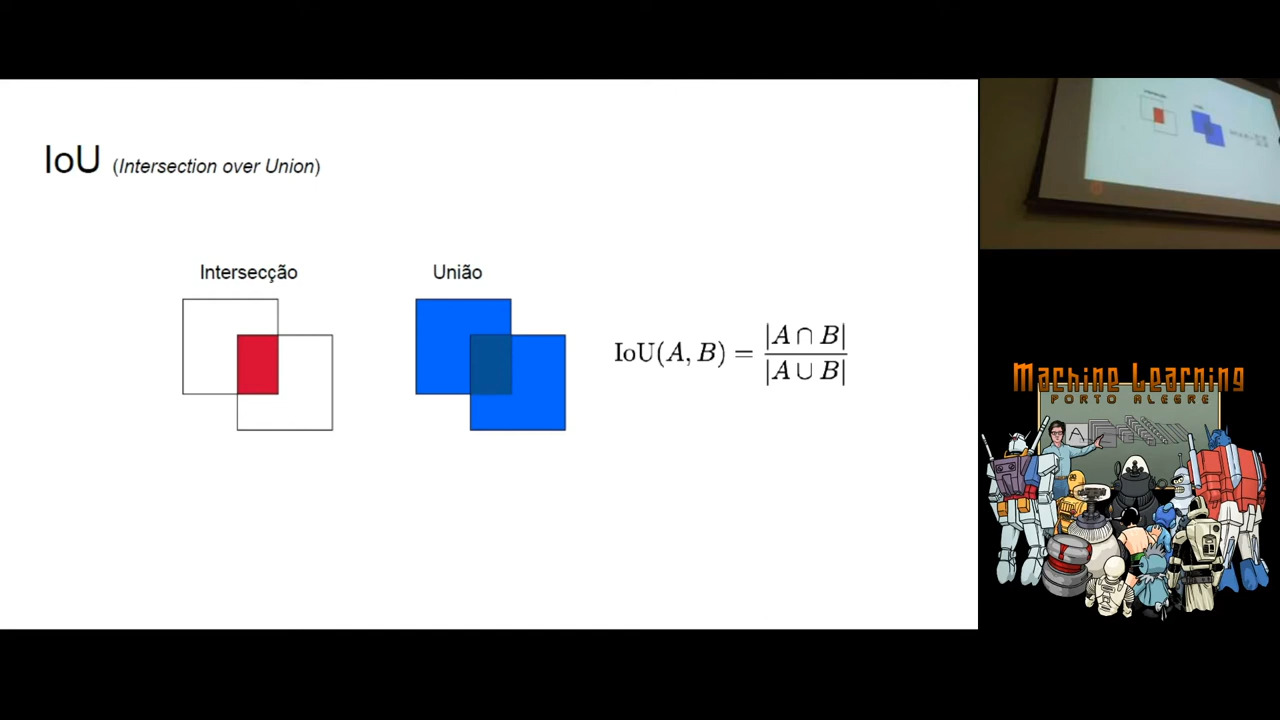 IoU (Intersection over Union)
Intersecção
União
IoU(A, B) = |A ∩ B| / |A ∪ B|
Machine Learning
PORTO ALEGRE
A